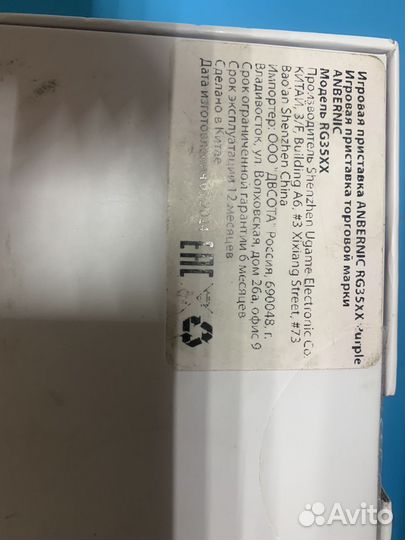 Игровая приставка ANBERNIC RG35XX Purple
Игровая приставка торговой марки
ANBERNIC
Модель RG35XX
Производитель Shenzhen Ugame Electronic Co.
КИТАЙ, 3/F, Building A6, #3 Xixiang Street, #73
Bao'an Shenzhen China
Импортер: ООО "ДВСОТА" Россия, 690048, г.
Владивосток, ул. Волховская, дом 26а, офис 9
Срок ограниченной гарантии 6 месяцев
Срок эксплуатации 12 месяцев
Сделано в Китае
Дата изготовления
EAC
Avito